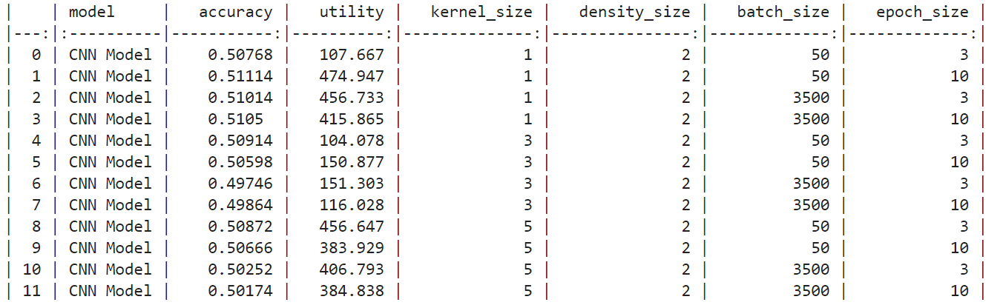 |    | model     |   accuracy |   utility |   kernel_size |   density_size |   batch_size |   epoch_size |
|---:|:----------|-----------:|----------:|--------------:|---------------:|-------------:|-------------:|
|  0 | CNN Model |    0.50768 |   107.667 |             1 |              2 |           50 |            3 |
|  1 | CNN Model |    0.51114 |   474.947 |             1 |              2 |           50 |           10 |
|  2 | CNN Model |    0.51014 |   456.733 |             1 |              2 |         3500 |            3 |
|  3 | CNN Model |    0.5105  |   415.865 |             1 |              2 |         3500 |           10 |
|  4 | CNN Model |    0.50914 |   104.078 |             3 |              2 |           50 |            3 |
|  5 | CNN Model |    0.50598 |   150.877 |             3 |              2 |           50 |           10 |
|  6 | CNN Model |    0.49746 |   151.303 |             3 |              2 |         3500 |            3 |
|  7 | CNN Model |    0.49864 |   116.028 |             3 |              2 |         3500 |           10 |
|  8 | CNN Model |    0.50872 |   456.647 |             5 |              2 |           50 |            3 |
|  9 | CNN Model |    0.50666 |   383.929 |             5 |              2 |           50 |           10 |
| 10 | CNN Model |    0.50252 |   406.793 |             5 |              2 |         3500 |            3 |
| 11 | CNN Model |    0.50174 |   384.838 |             5 |              2 |         3500 |           10 |